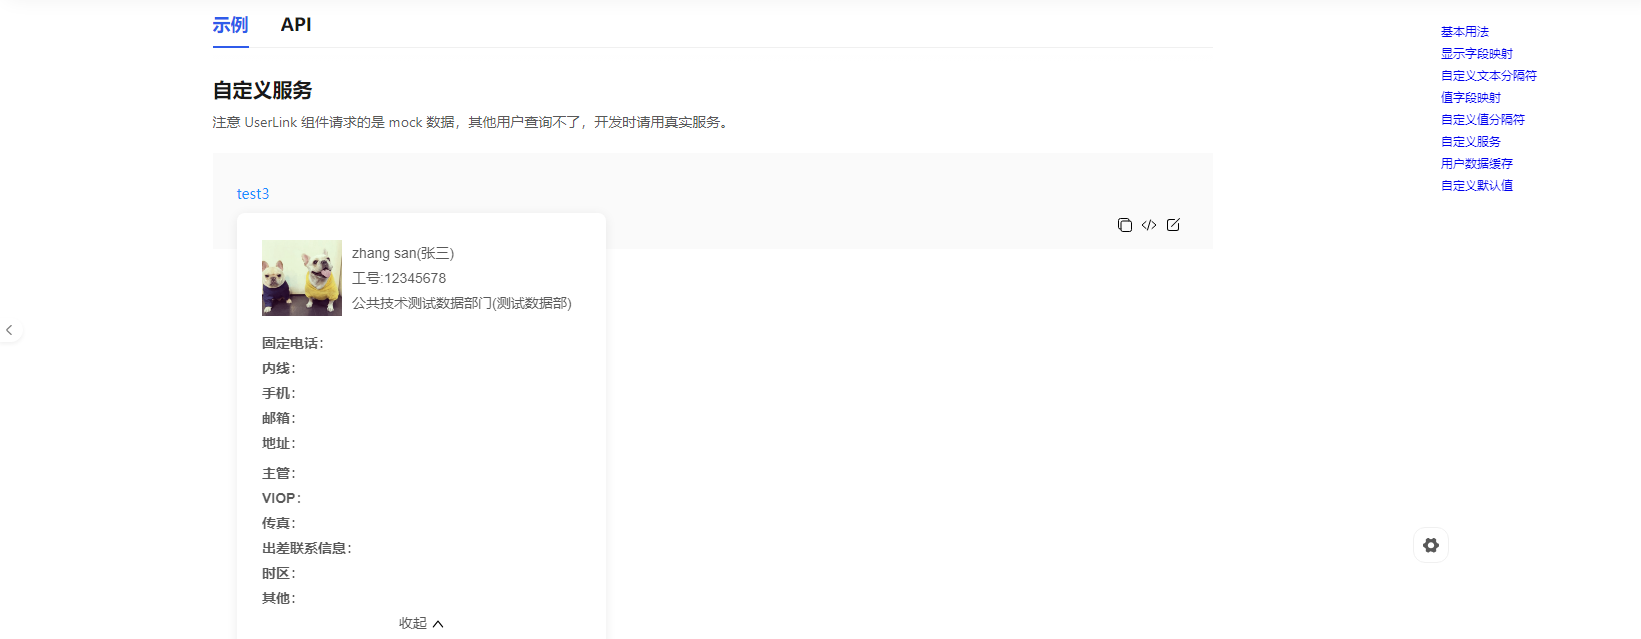 示例 API
自定义服务
注意 UserLink 组件请求的是 mock 数据，其他用户查询不了，开发时请用真实服务。
test3
zhang san(张三)
工号:12345678
公共技术测试数据部门(测试数据部)
固定电话：
内线：
手机：
邮箱：
地址：
主管：
VIOP：
传真：
出差联系信息：
时区：
其他：
收起
基本用法
显示字段映射
自定义文本分隔符
值字段映射
自定义值分隔符
自定义服务
用户数据缓存
自定义默认值